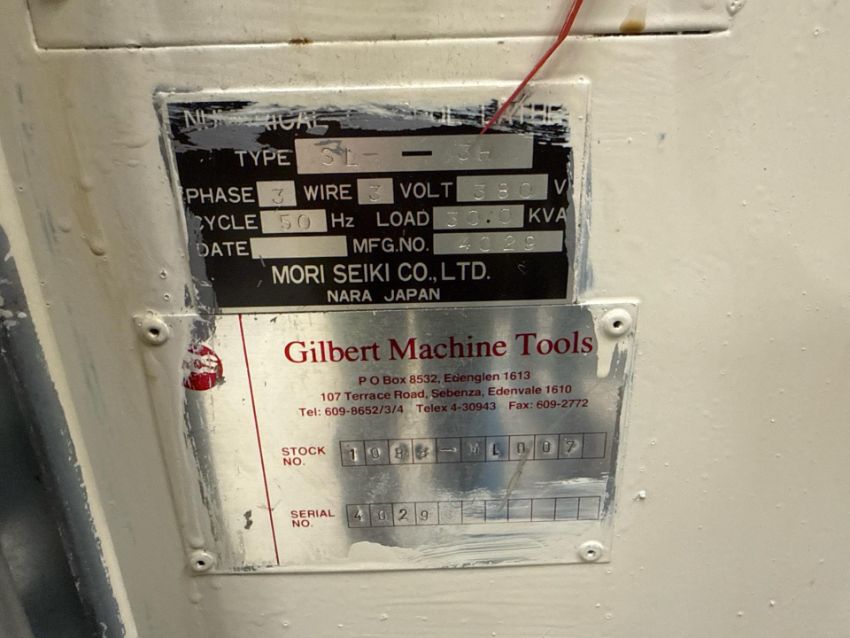 NUMERICAL LATHE
TYPE SL- - 3H
PHASE 3 WIRE 3 VOLT 380 V
CYCLE 50 Hz LOAD 30.0 KVA
DATE MFG.NO. 4029
MORI SEIKI CO., LTD.
NARA JAPAN
Gilbert Machine Tools
P O Box 8532, Edenglen 1613
107 Terrace Road, Sebenza, Edenvale 1610
Tel: 609-8652/3/4 Telex 4-30943 Fax: 609-2772
STOCK NO.
SERIAL NO. 4029